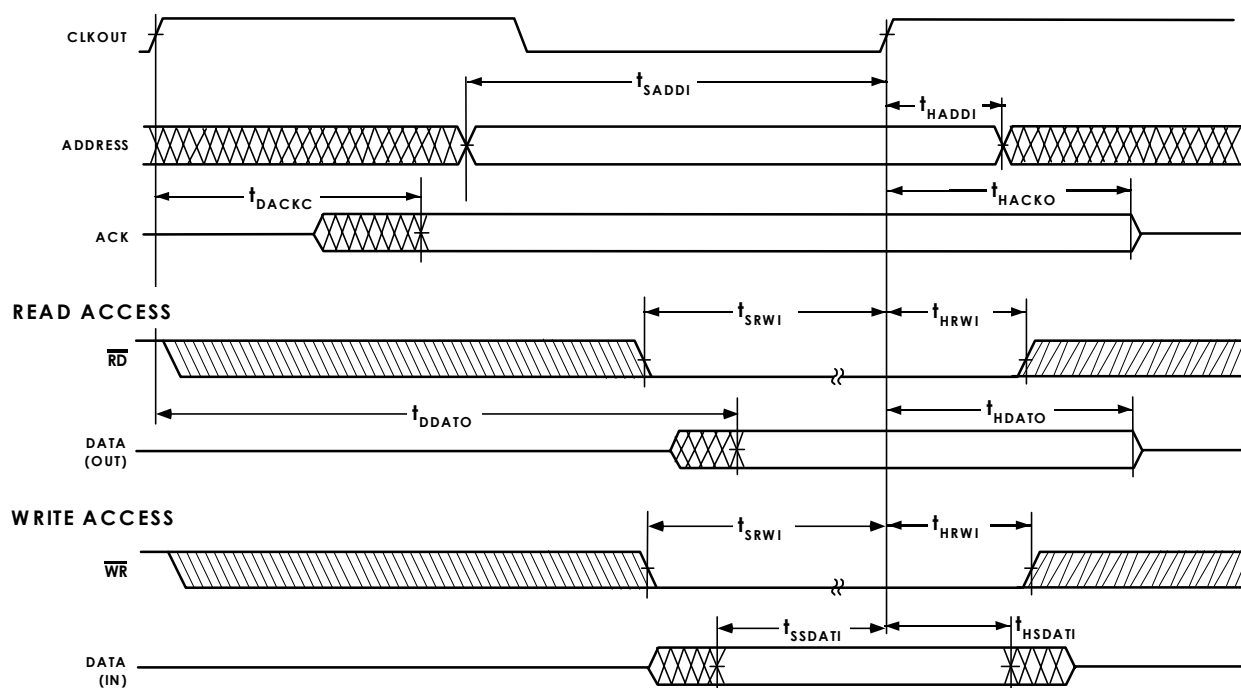 CLKOUT
tSADDI
tHADDI
ADDRESS
tDACKC
tHACKO
ACK
READ ACCESS
tSRWI
tHRWI
RD
tDDATO
tHDATO
DATA
(OUT)
WRITE ACCESS
tSRWI
tHRWI
WR
tSSDATI
tHSDATI
DATA
(IN)